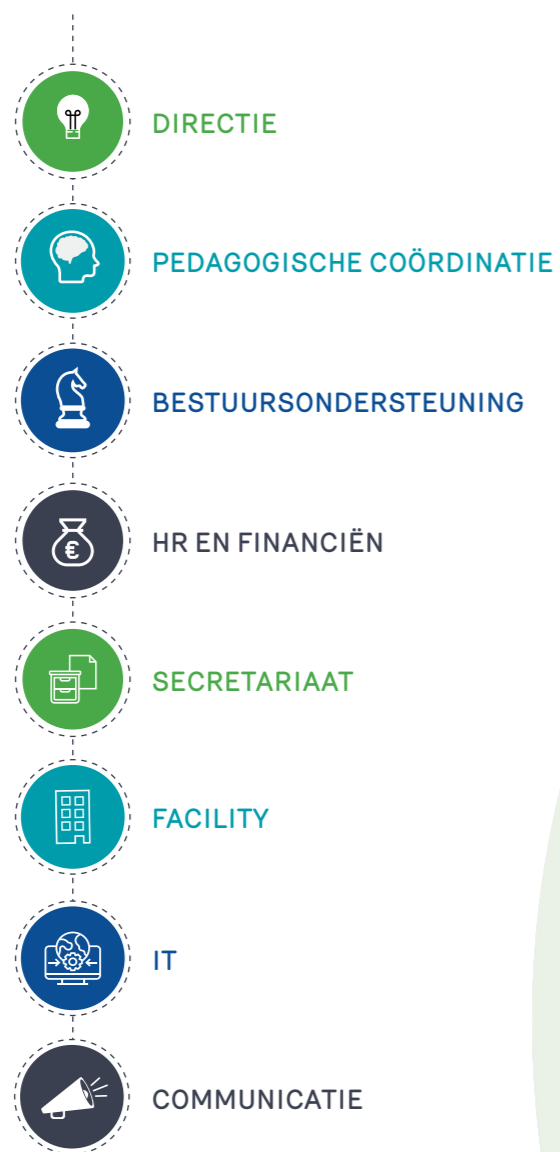 DIRECTIE
PEDAGOGISCHE COÖRDINATIE
BESTUURSONDERSTEUNING
€
HR EN FINANCIËN
SECRETARIAAT
FACILITY
IT
COMMUNICATIE